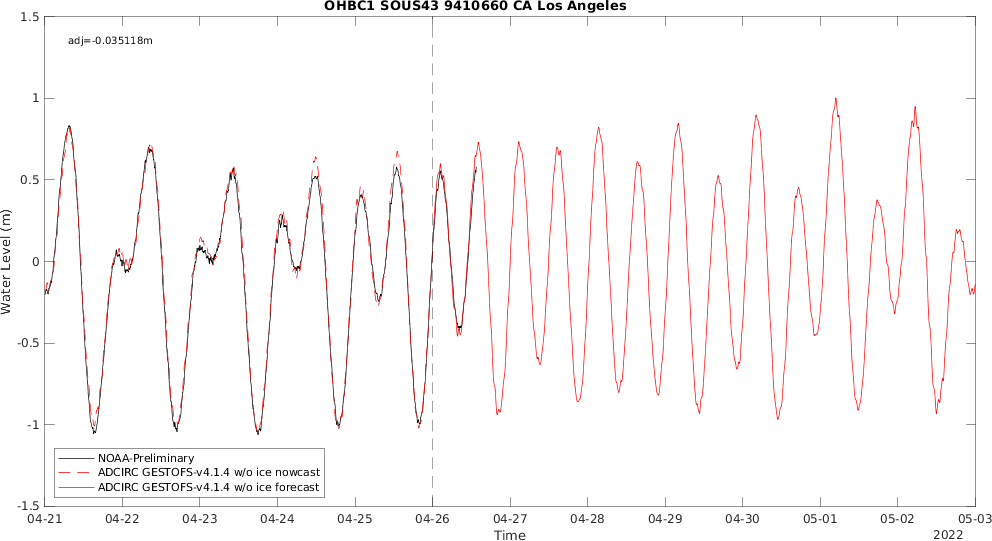 OHBC1 SOUS43 9410660 CA Los Angeles
adj=-0.035118m
1.5
1
0.5
0
-0.5
-1
-1.5
Water Level (m)
NOAA-Preliminary
ADCIRC GESTOFS-v4.1.4 w/o ice nowcast
ADCIRC GESTOFS-v4.1.4 w/o ice forecast
04-21 04-22 04-23 04-24 04-25 04-26 04-27 04-28 04-29 04-30 05-01 05-02 05-03
Time
2022